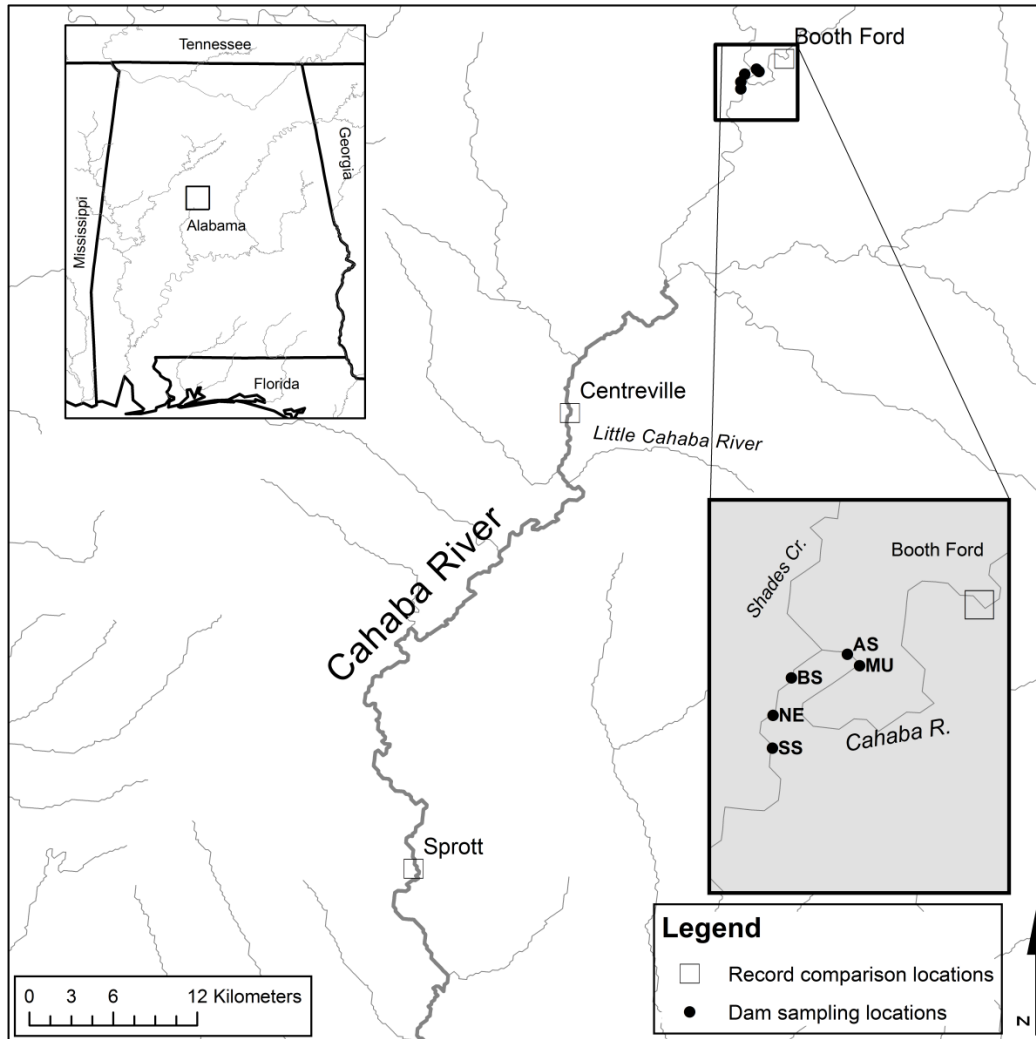 Tennessee
Mississippi
Georgia
Alabama
Florida
Booth Ford
Centreville
Little Cahaba River
Cahaba River
Sprott
Shades Cr.
Booth Ford
AS
MU
BS
NE
SS
Cahaba R.
Legend
Record comparison locations
Dam sampling locations
0 3 6 12 Kilometers
N